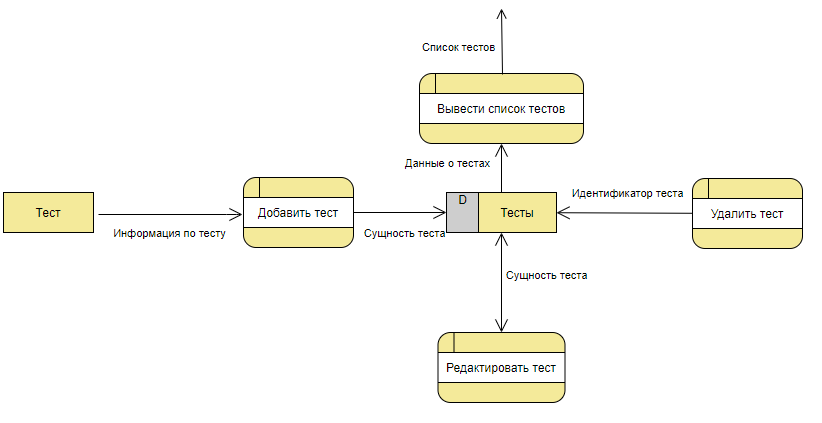 Список тестов
Вывести список тестов
Данные о тестах
Тест
Информация по тесту
Добавить тест
Сущность теста
D
Тесты
Идентификатор теста
Удалить тест
Сущность теста
Редактировать тест